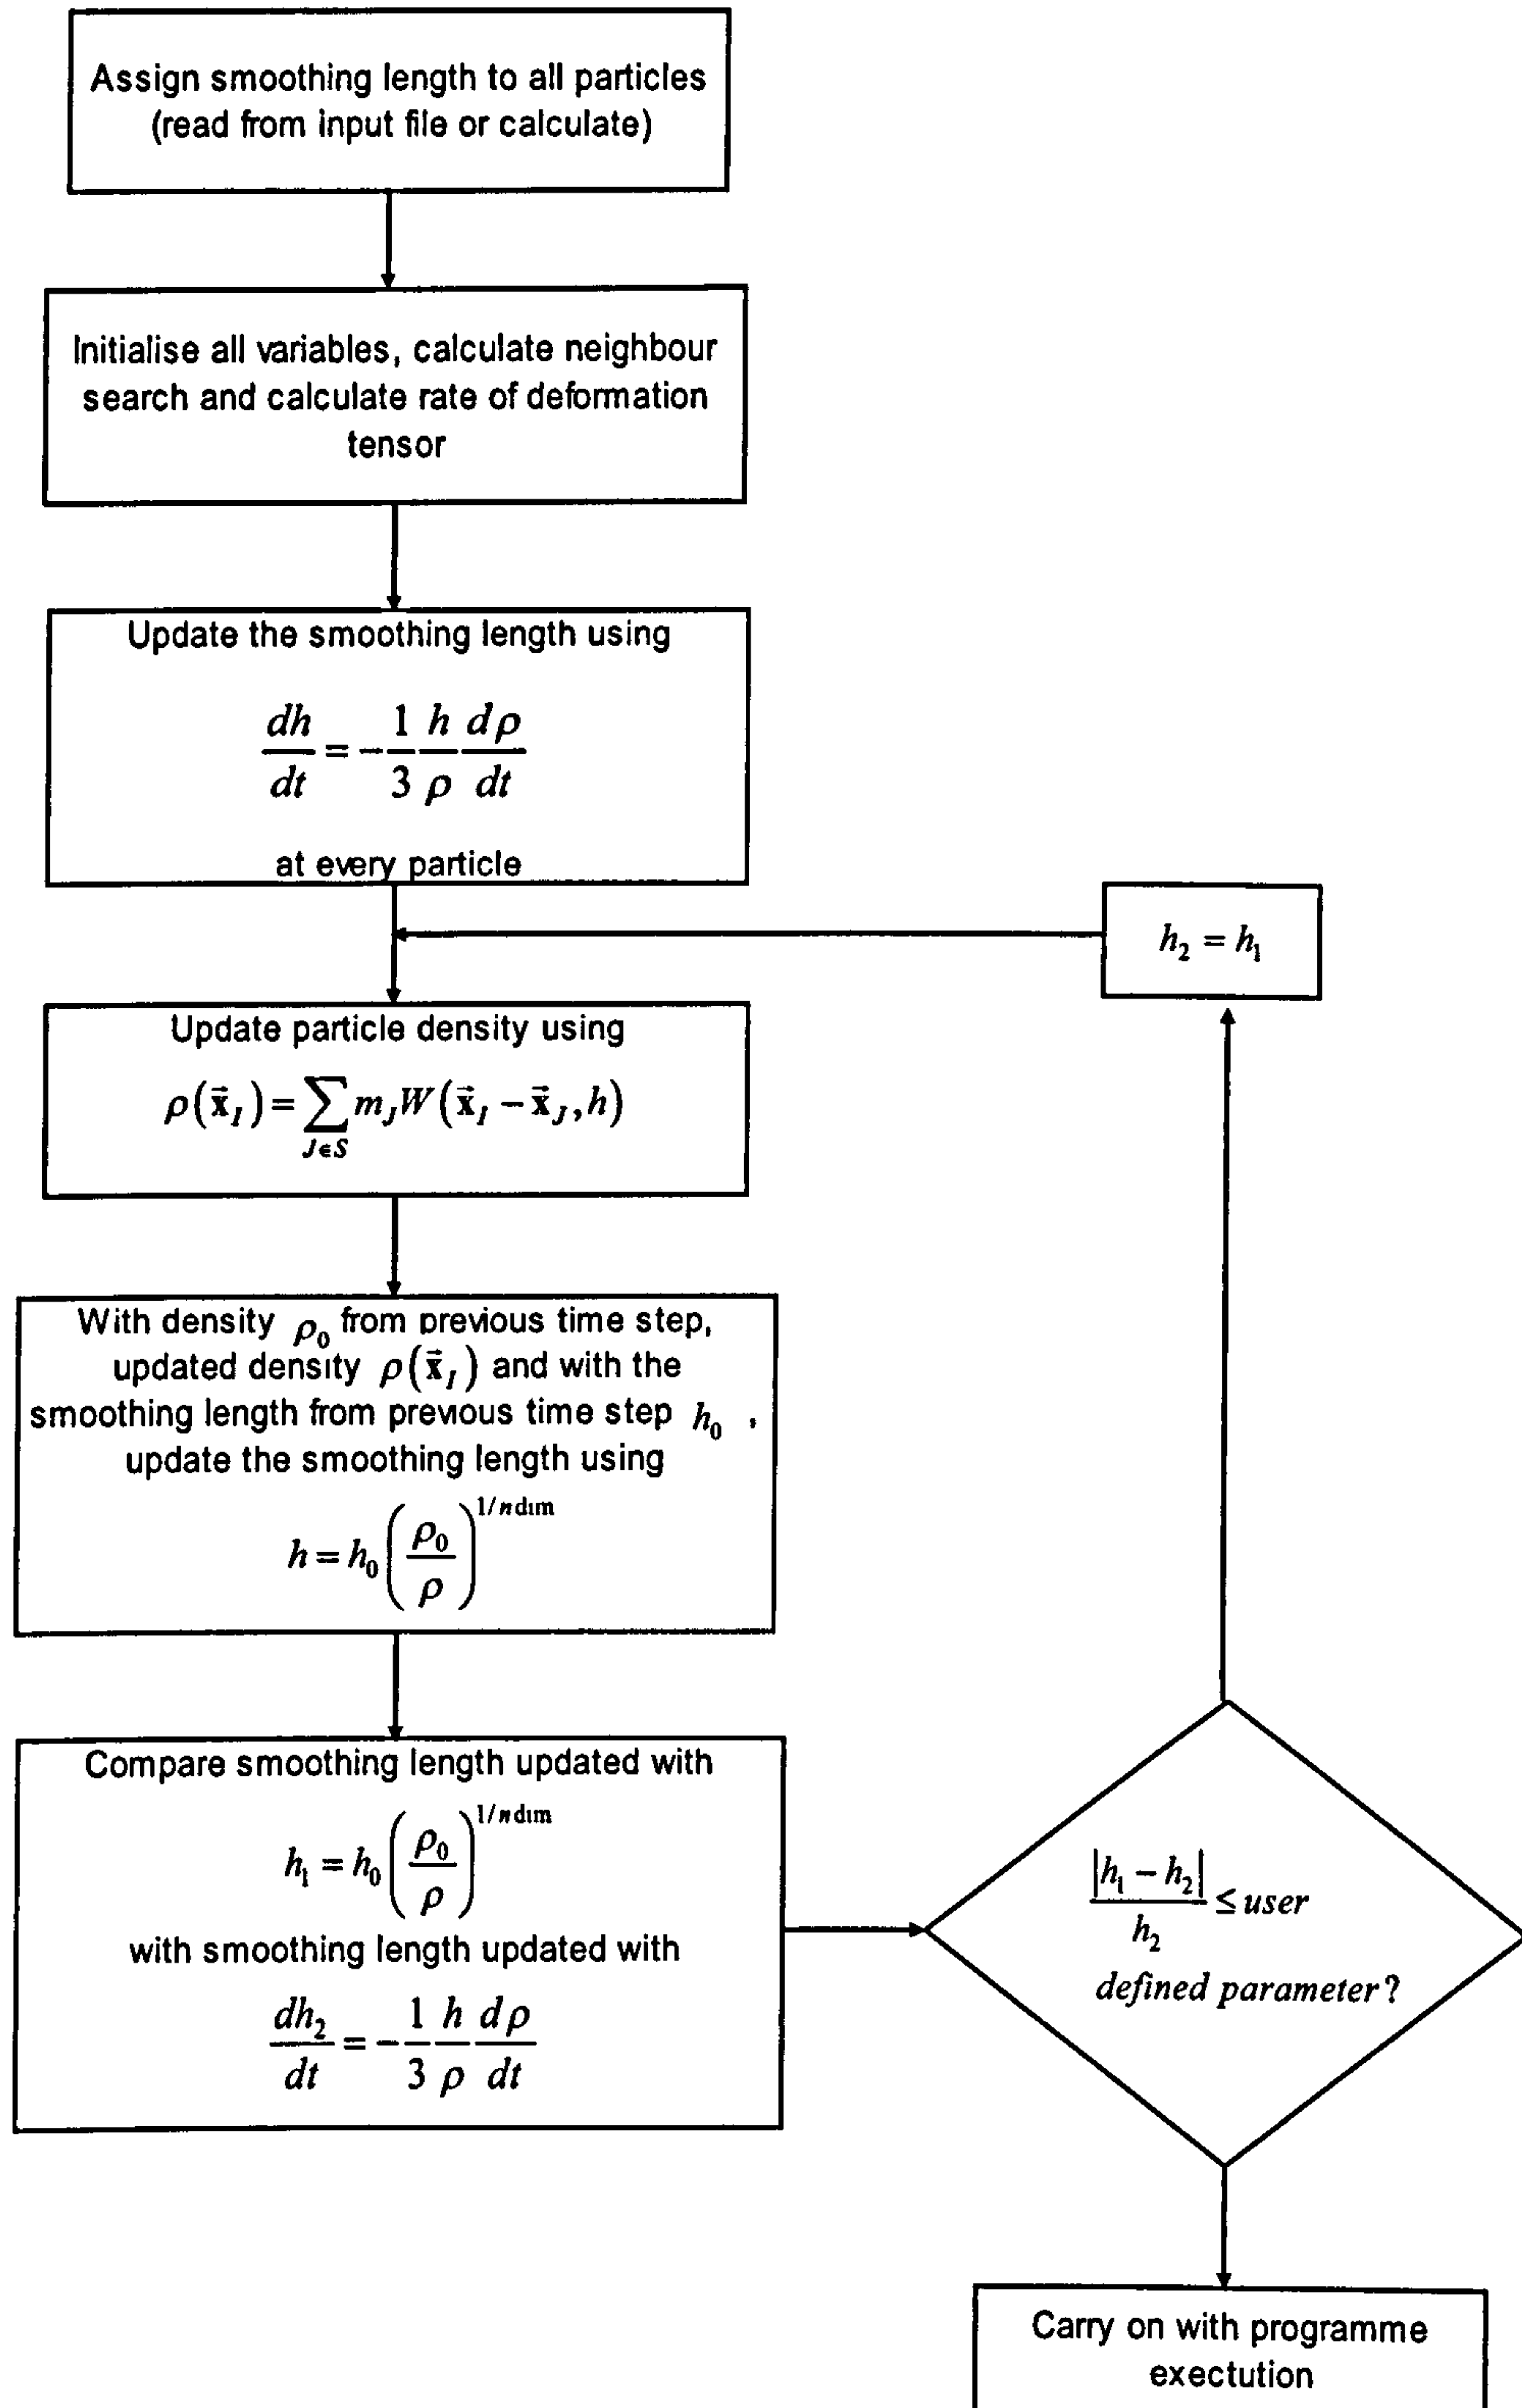 Assign smoothing length to all particles
(read from input file or calculate)
Initialise all variables, calculate neighbour
search and calculate rate of deformation
tensor
Update the smoothing length using
dh/dt = -1/3 h/ρ dρ/dt
at every particle
h₂ = h₁
Update particle density using
ρ(x⃗_I) = ∑_{J∈S} m_J W(x⃗_I − x⃗_J, h)
With density ρ₀ from previous time step,
updated density ρ(x⃗_I) and with the
smoothing length from previous time step h₀ ,
update the smoothing length using
h = h₀ (ρ₀/ρ)^{1/ndim}
Compare smoothing length updated with
h₁ = h₀ (ρ₀/ρ)^{1/ndim}
with smoothing length updated with
dh₂/dt = -1/3 h/ρ dρ/dt
|h₁ − h₂|/h₂ ≤ user
defined parameter?
Carry on with programme
exectution